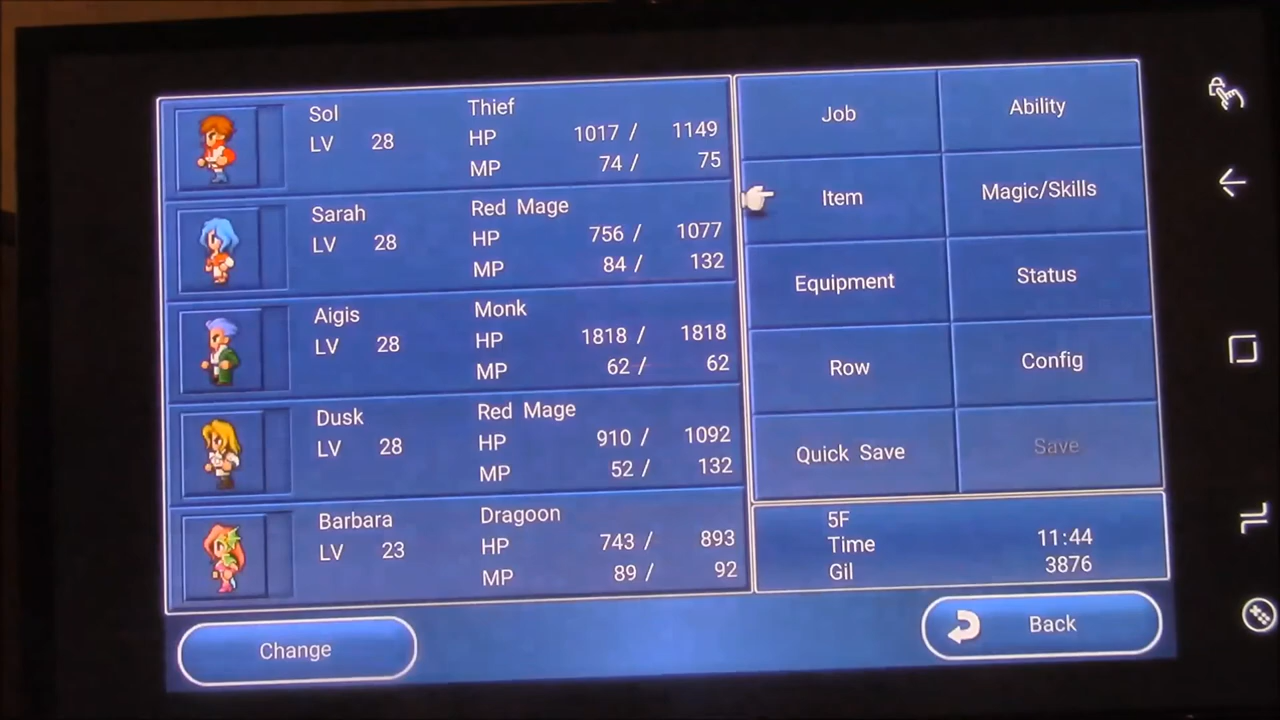 Sol Thief
LV 28 HP 1017 / 1149
MP 74 / 75
Sarah Red Mage
LV 28 HP 756 / 1077
MP 84 / 132
Aigis Monk
LV 28 HP 1818 / 1818
MP 62 / 62
Dusk Red Mage
LV 28 HP 910 / 1092
MP 52 / 132
Barbara Dragoon
LV 23 HP 743 / 893
MP 89 / 92
Change
Job Ability
Item Magic/Skills
Equipment Status
Row Config
Quick Save Save
5F
Time 11:44
Gil 3876
Back